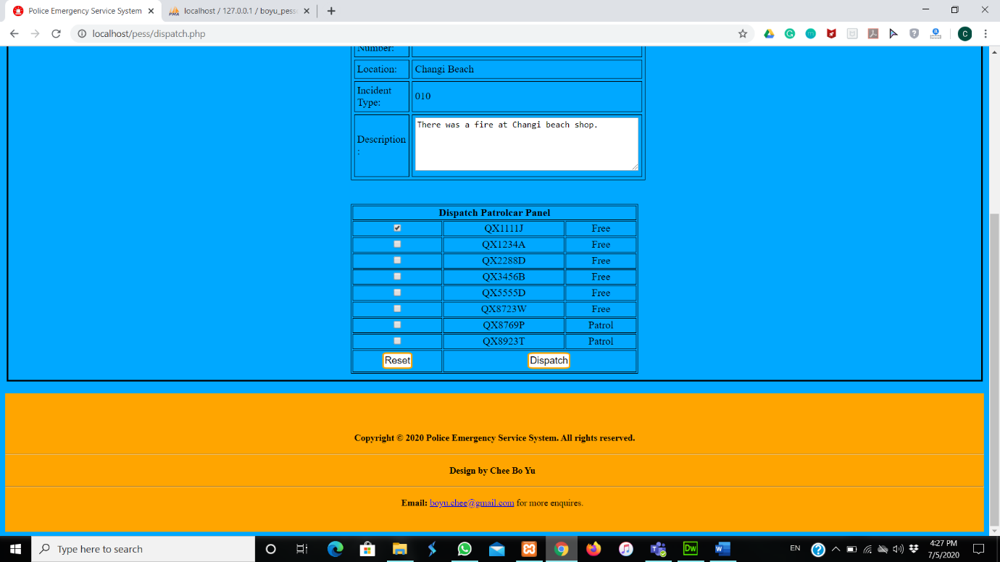 Police Emergency Service System
localhost / 127.0.0.1 / boyu_pess
localhost/pess/dispatch.php
C
Number:
Location: Changi Beach
Incident Type: 010
Description : There was a fire at Changi beach shop.
Dispatch Patrolcar Panel
QX1111J Free
QX1234A Free
QX2288D Free
QX3456B Free
QX5555D Free
QX8723W Free
QX8769P Patrol
QX8923T Patrol
Reset Dispatch
Copyright © 2020 Police Emergency Service System. All rights reserved.
Design by Chee Bo Yu
Email: boyu.chee@gmail.com for more enquires.
Type here to search
Dw
EN
4:27 PM
7/5/2020